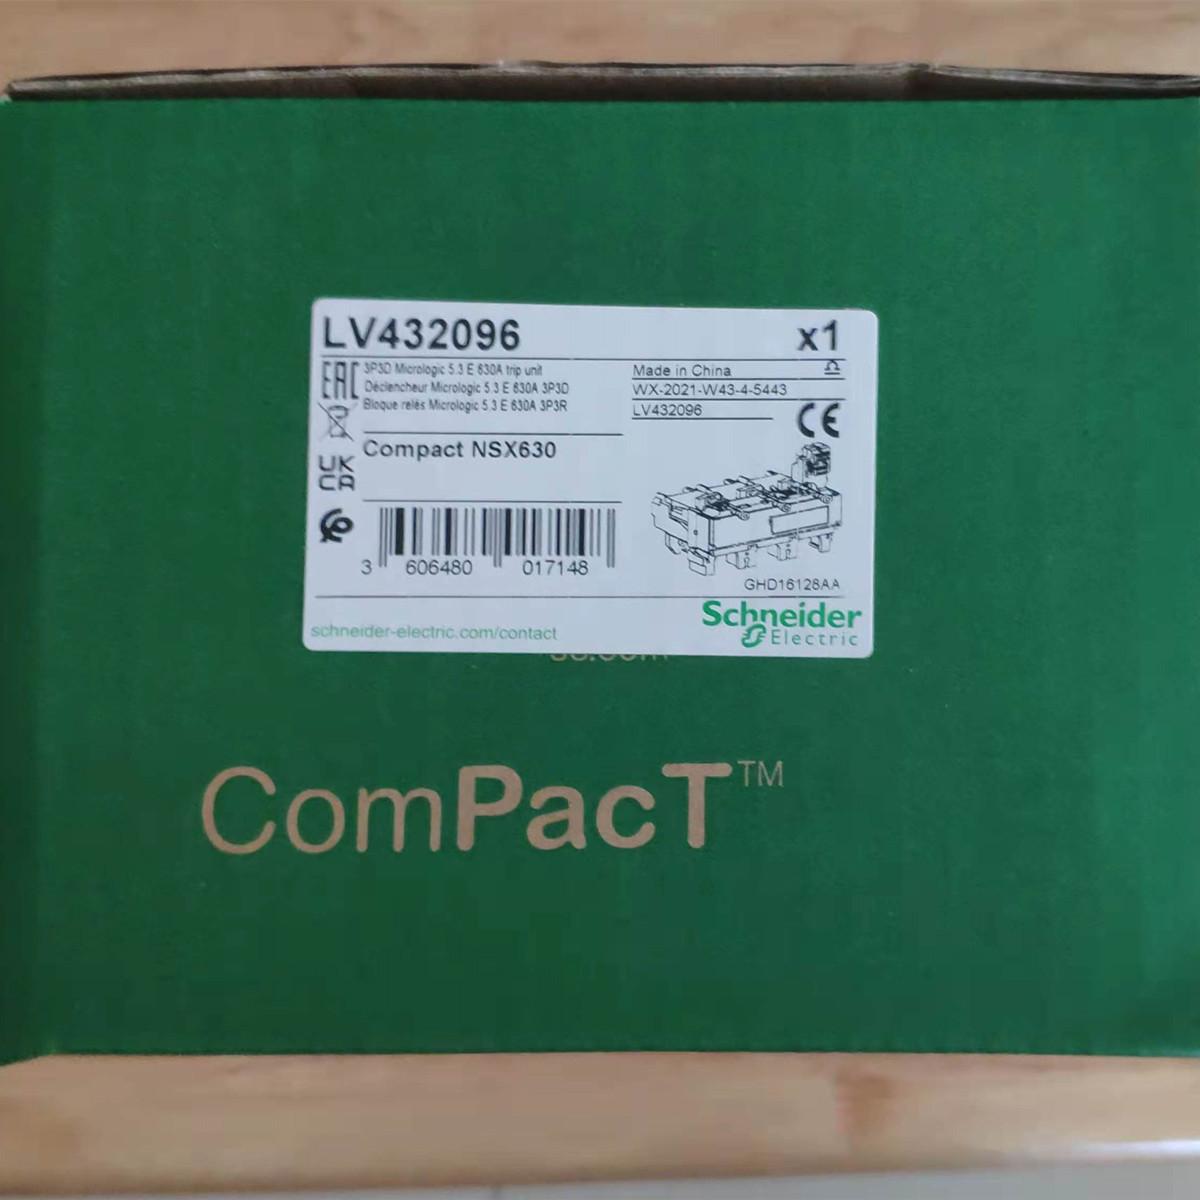 LV432096 x1
EAC
3P3D Micrologic 5.3 E 630A trip unit
Déclencheur Micrologic 5.3 E 630A 3P3D
Bloque relés Micrologic 5.3 E 630A 3P3R
Made in China
WX-2021-W43-4-5443
LV432096
CE
UK
CA
Compact NSX630
3 606480 017148
GHD16128AA
schneider-electric.com/contact
Schneider
Electric
ComPacT™